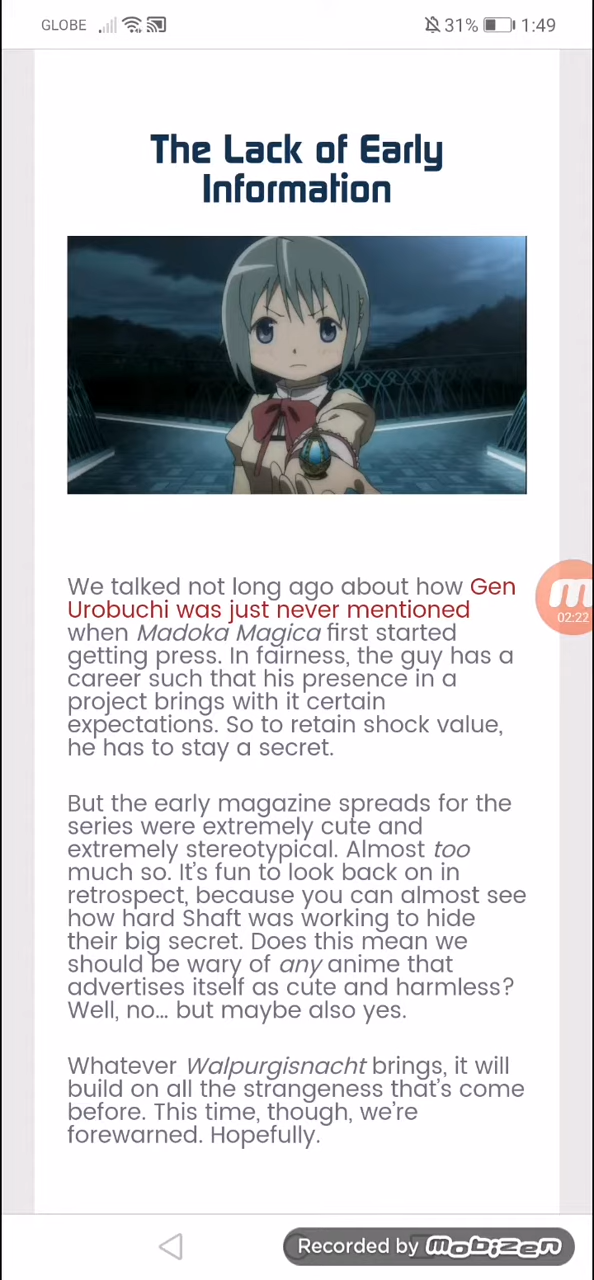 GLOBE 31% 1:49
The Lack of Early
Information
We talked not long ago about how Gen
Urobuchi was just never mentioned
when Madoka Magica first started
getting press. In fairness, the guy has a
career such that his presence in a
project brings with it certain
expectations. So to retain shock value,
he has to stay a secret.
02:22
But the early magazine spreads for the
series were extremely cute and
extremely stereotypical. Almost too
much so. It's fun to look back on in
retrospect, because you can almost see
how hard Shaft was working to hide
their big secret. Does this mean we
should be wary of any anime that
advertises itself as cute and harmless?
Well, no... but maybe also yes.
Whatever Walpurgisnacht brings, it will
build on all the strangeness that's come
before. This time, though, we're
forewarned. Hopefully.
Recorded by mobizen